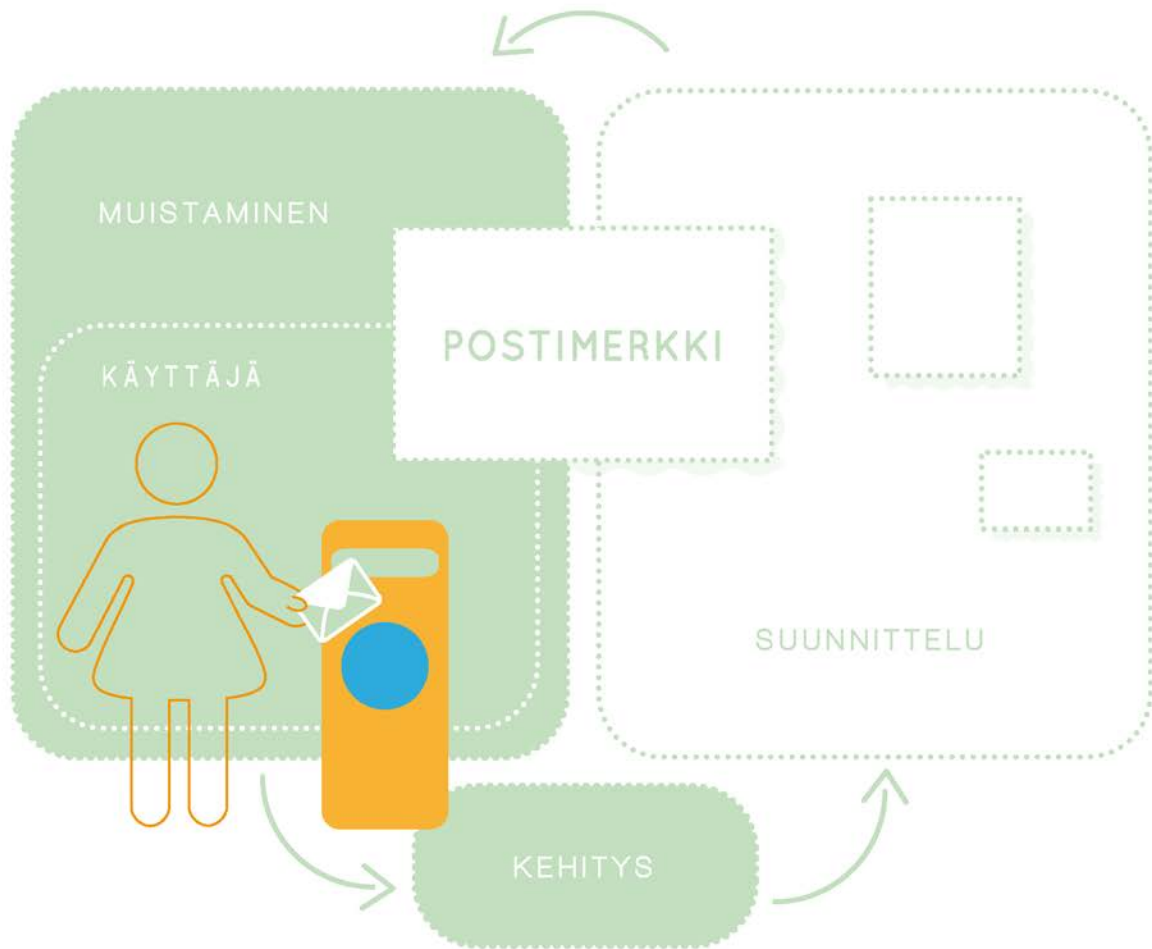 MUISTAMINEN
POSTIMERKKI
KÄYTTÄJÄ
SUUNNITTELU
KEHITYS